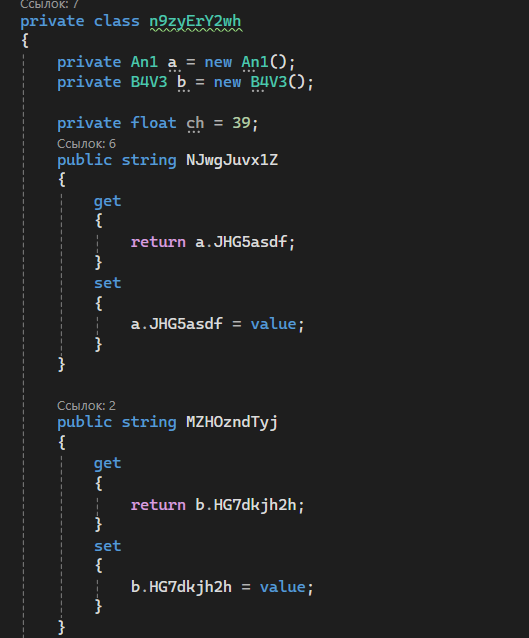 Ссылок: 7
private class n9zyErY2wh
{
private An1 a = new An1();
private B4V3 b = new B4V3();
private float ch = 39;
Ссылок: 6
public string NJwgJuvx1Z
{
get
{
return a.JHG5asdf;
}
set
{
a.JHG5asdf = value;
}
}
Ссылок: 2
public string MZHOzndTyj
{
get
{
return b.HG7dkjh2h;
}
set
{
b.HG7dkjh2h = value;
}
}